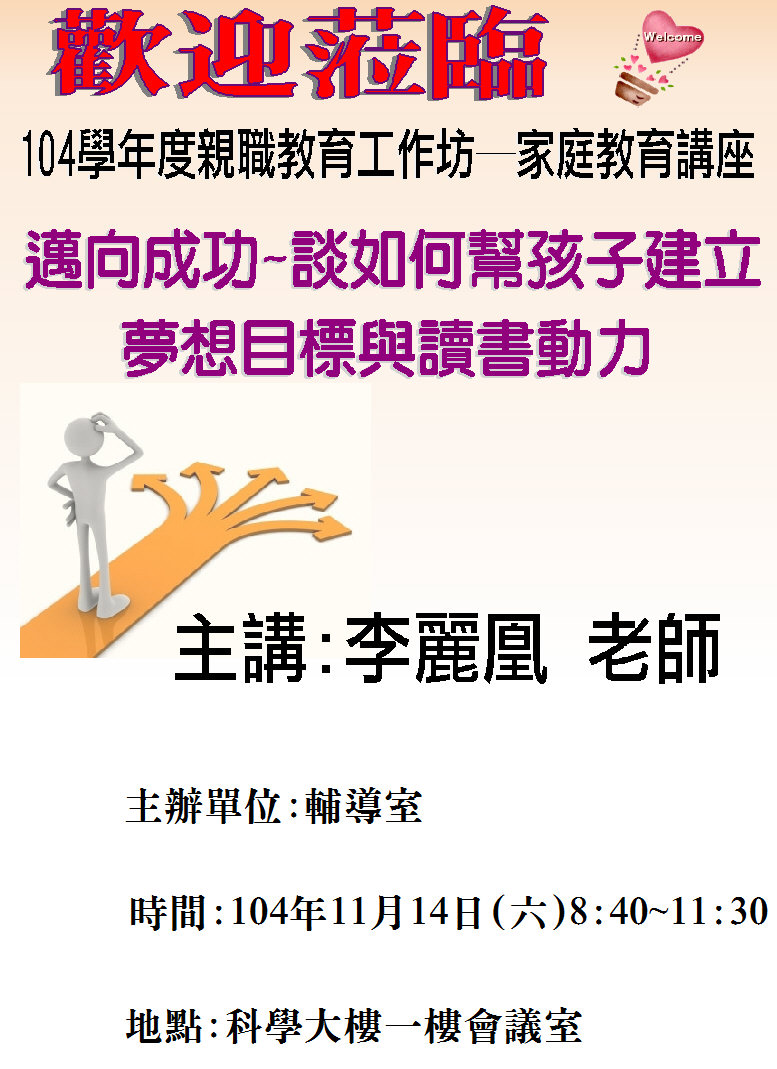 歡迎蒞臨
Welcome
104學年度親職教育工作坊—家庭教育講座
邁向成功~談如何幫孩子建立
夢想目標與讀書動力
主講:李麗凰 老師
主辦單位:輔導室
時間:104年11月14日(六)8:40~11:30
地點:科學大樓一樓會議室